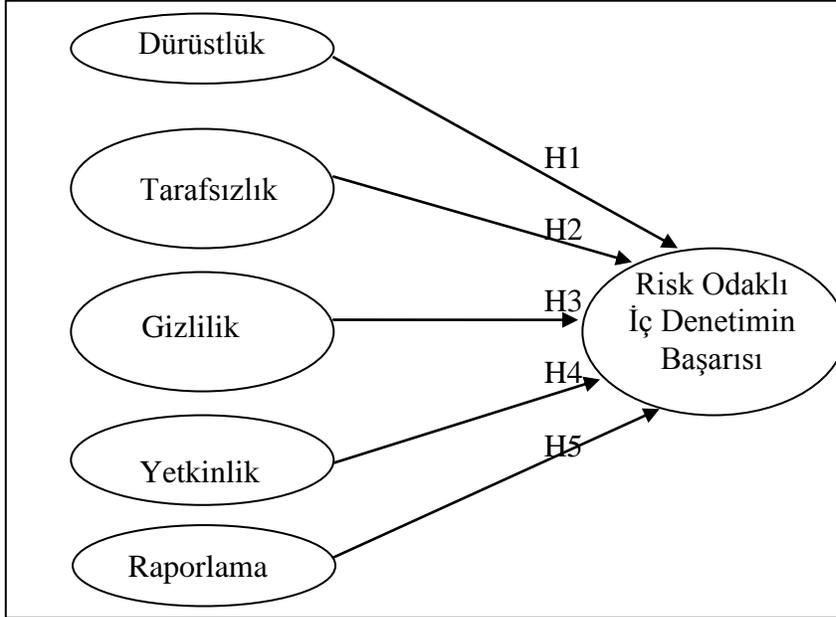 Dürüstlük
H1
Tarafsızlık
H2
Gizlilik
H3
Risk Odaklı
İç Denetimin
Başarısı
H4
Yetkinlik
H5
Raporlama